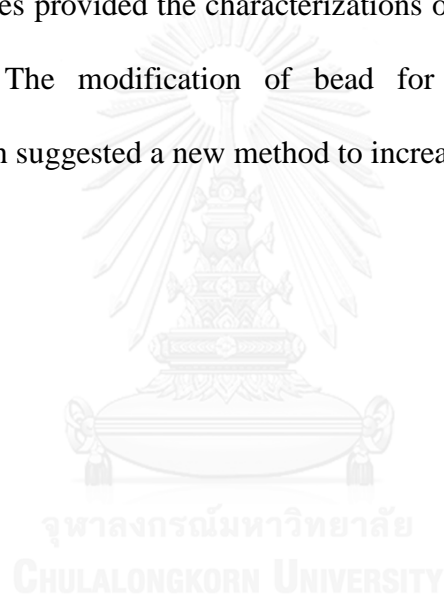 es provided the characterizations o
The modification of bead for
n suggested a new method to increa
จุฬาลงกรณ์มหาวิทยาลัย
CHULALONGKORN UNIVERSITY